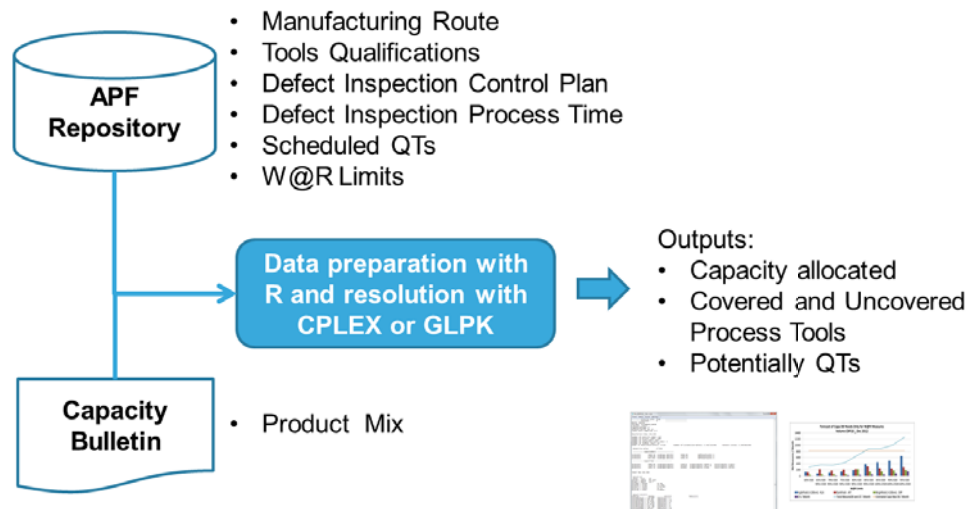 APF
Repository
• Manufacturing Route
• Tools Qualifications
• Defect Inspection Control Plan
• Defect Inspection Process Time
• Scheduled QTs
• W@R Limits
Data preparation with
R and resolution with
CPLEX or GLPK
Outputs:
• Capacity allocated
• Covered and Uncovered
Process Tools
• Potentially QTs
Capacity
Bulletin
• Product Mix